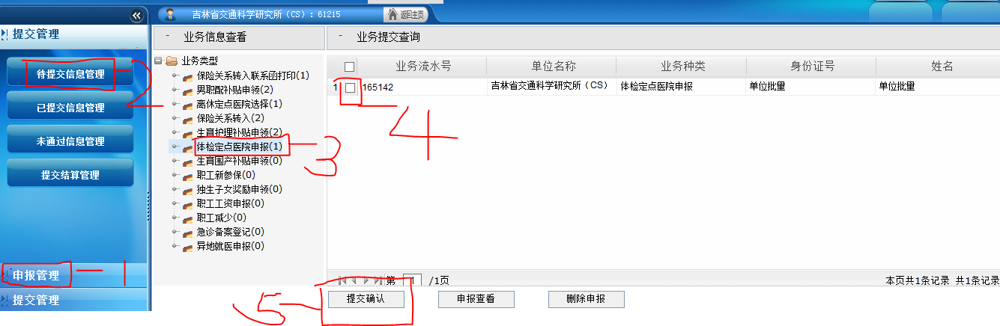 吉林省交通科学研究所（CS）: 61215
返回主页
提交管理
待提交信息管理
已提交信息管理
未通过信息管理
提交结算管理
申报管理
提交管理
- 业务信息查看
业务类型
保险关系转入联系函打印(1)
男职配补贴申领(2)
离休定点医院选择(1)
保险关系转入(2)
生育护理补贴申领(2)
体检定点医院申报(1)
生育围产补贴申领(0)
职工新参保(0)
独生子女奖励申领(0)
职工工资申报(0)
职工减少(0)
急诊备案登记(0)
异地就医申报(0)
- 业务提交查询
业务流水号 单位名称 业务种类 身份证号 姓名
1 165142 吉林省交通科学研究所（CS） 体检定点医院申报 单位批量 单位批量
第 1 /1页 本页共1条记录 共1条记录
提交确认 申报查看 删除申报
1
2
3
4
5